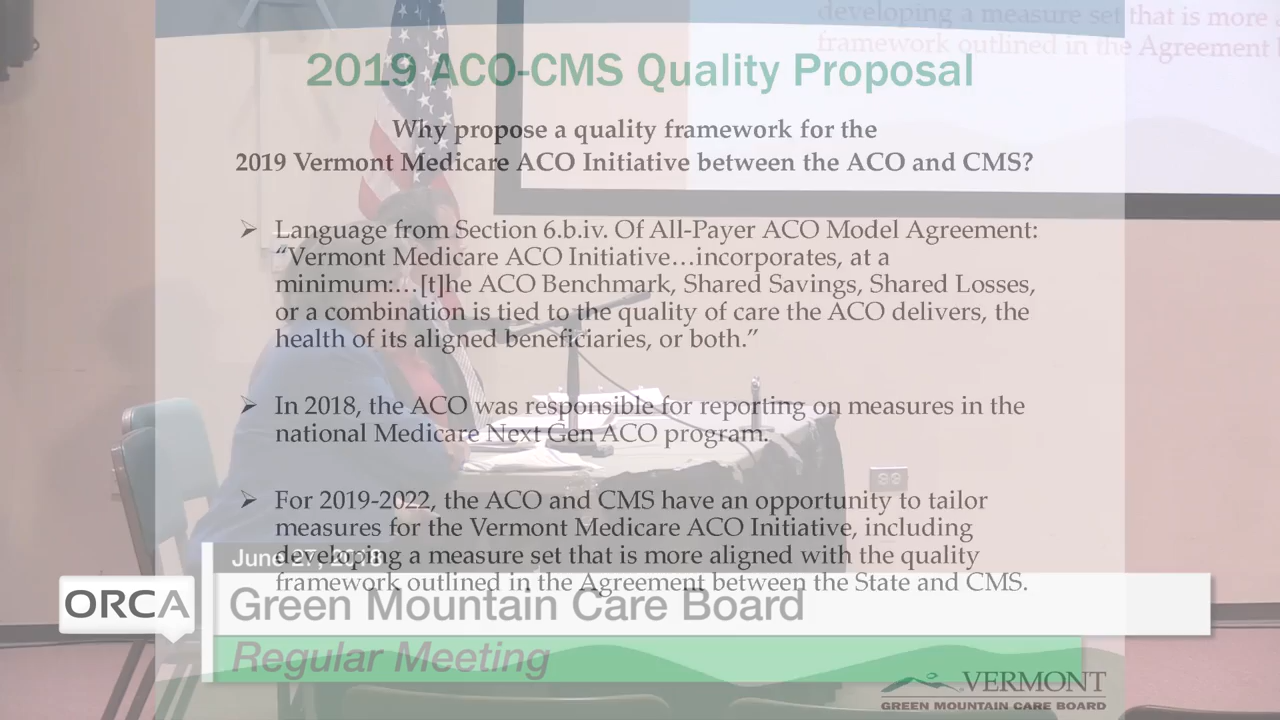 developing a measure set that is more
framework outlined in the Agreement
2019 ACO-CMS Quality Proposal
Why propose a quality framework for the
2019 Vermont Medicare ACO Initiative between the ACO and CMS?
Language from Section 6.b.iv. Of All-Payer ACO Model Agreement:
“Vermont Medicare ACO Initiative…incorporates, at a
minimum:…[t]he ACO Benchmark, Shared Savings, Shared Losses,
or a combination is tied to the quality of care the ACO delivers, the
health of its aligned beneficiaries, or both.”
In 2018, the ACO was responsible for reporting on measures in the
national Medicare Next Gen ACO program.
For 2019-2022, the ACO and CMS have an opportunity to tailor
measures for the Vermont Medicare ACO Initiative, including
developing a measure set that is more aligned with the quality
framework outlined in the Agreement between the State and CMS.
June 27, 2018
ORCA
Green Mountain Care Board
Regular Meeting
VERMONT
GREEN MOUNTAIN CARE BOARD